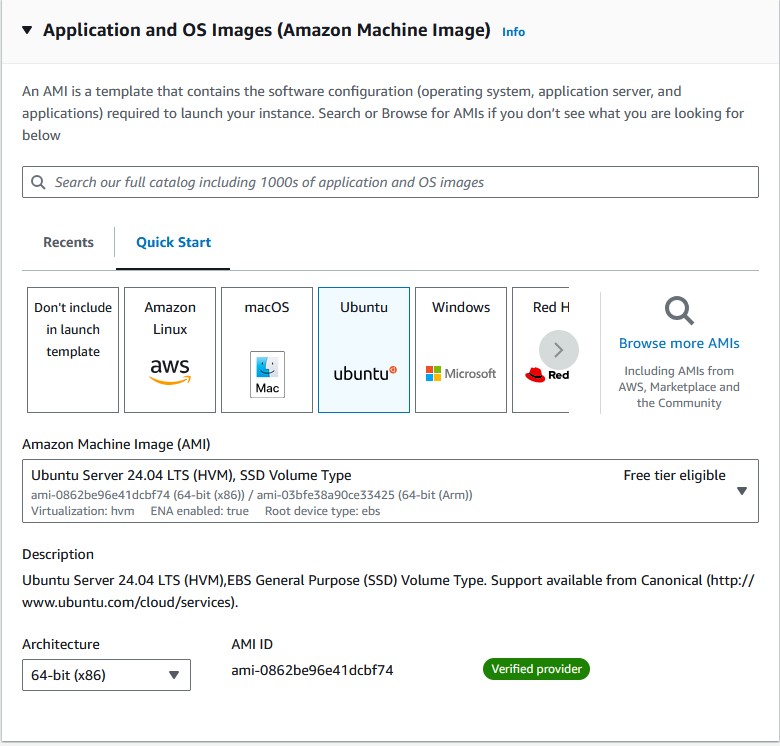 Application and OS Images (Amazon Machine Image) Info
An AMI is a template that contains the software configuration (operating system, application server, and
applications) required to launch your instance. Search or Browse for AMIs if you don’t see what you are looking for
below
Search our full catalog including 1000s of application and OS images
Recents
Quick Start
Don't include
in launch
template
Amazon
Linux
aws
macOS
Mac
Ubuntu
ubuntu
Windows
Microsoft
Red H
Red
Browse more AMIs
Including AMIs from
AWS, Marketplace and
the Community
Amazon Machine Image (AMI)
Ubuntu Server 24.04 LTS (HVM), SSD Volume Type
Free tier eligible
ami-0862be96e41dcbf74 (64-bit (x86)) / ami-03bfe38a90ce33425 (64-bit (Arm))
Virtualization: hvm ENA enabled: true Root device type: ebs
Description
Ubuntu Server 24.04 LTS (HVM),EBS General Purpose (SSD) Volume Type. Support available from Canonical (http://
www.ubuntu.com/cloud/services).
Architecture
64-bit (x86)
AMI ID
ami-0862be96e41dcbf74
Verified provider